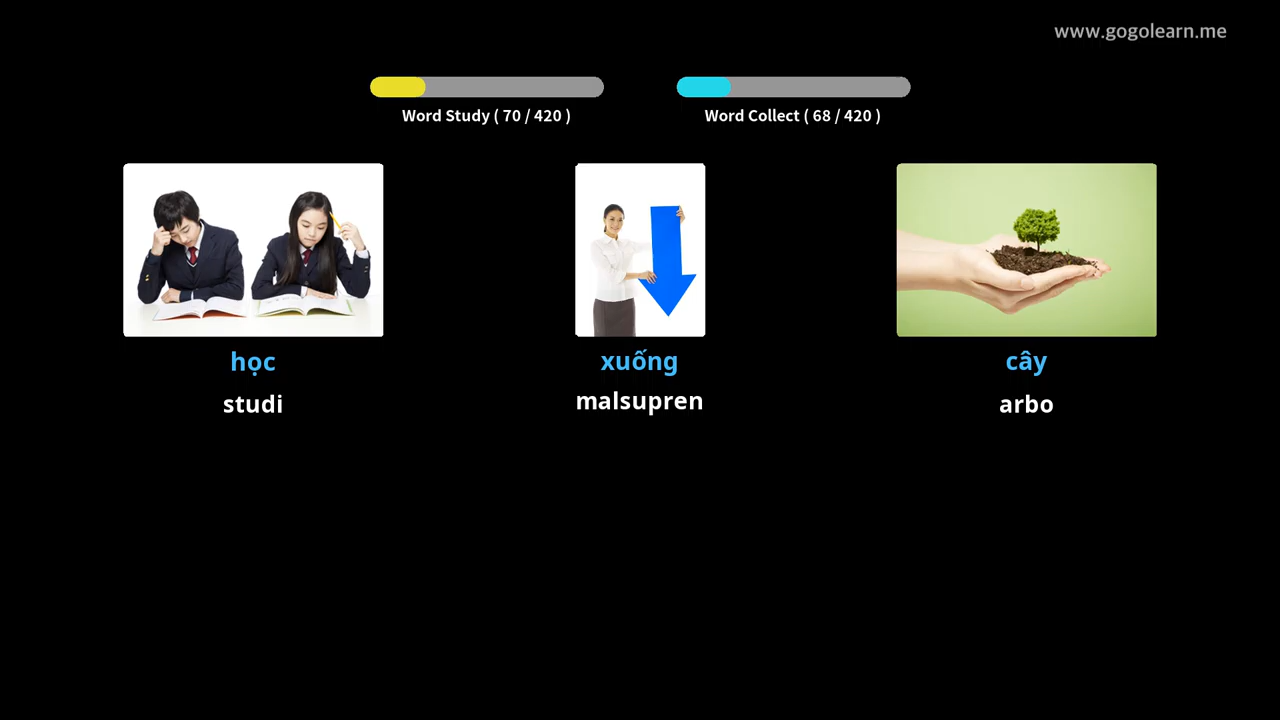 www.gogolearn.me
Word Study ( 70 / 420 )
Word Collect ( 68 / 420 )
học
xuống
cây
studi
malsupren
arbo